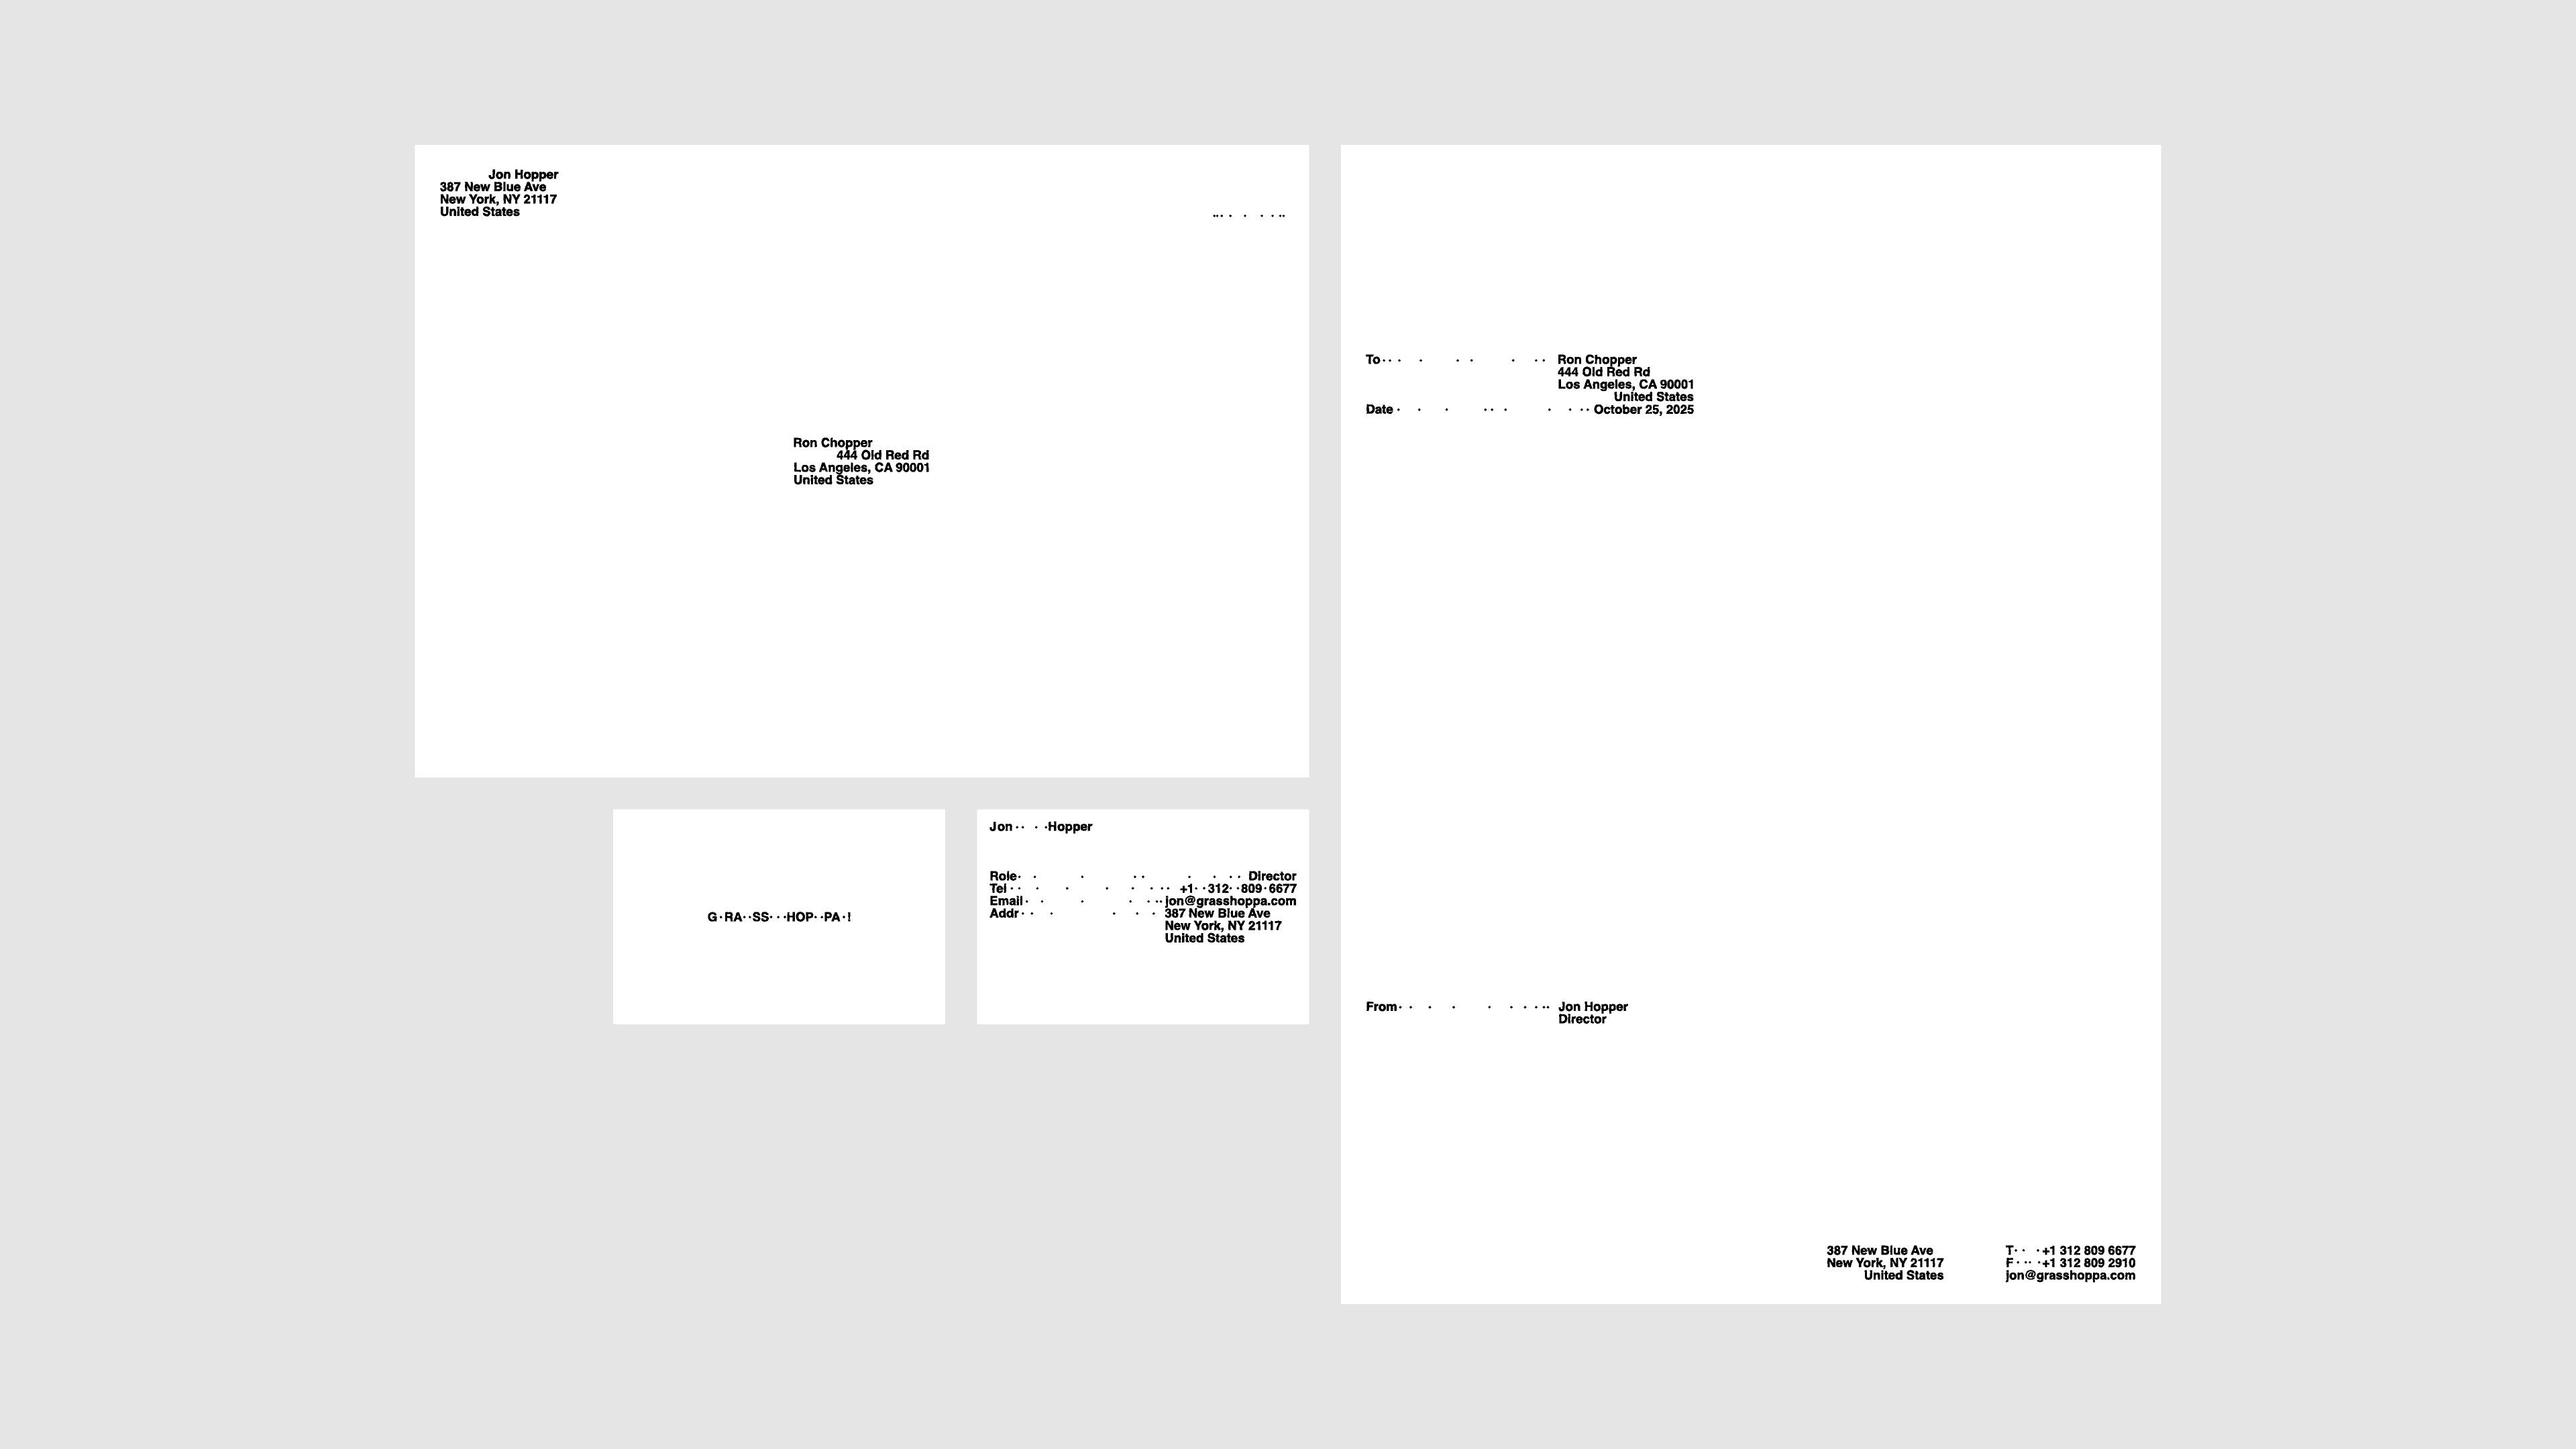 Jon Hopper
387 New Blue Ave
New York, NY 21117
United States
·· · · · · · ··
Ron Chopper
444 Old Red Rd
Los Angeles, CA 90001
United States
G·RA··SS···HOP··PA·!
Jon·· · ·Hopper
Role· · · ·· · · · · Director
Tel ·· · · · · · ·· +1··312··809·6677
Email· · · · · ··jon@grasshoppa.com
Addr·· · · · · 387 New Blue Ave
New York, NY 21117
United States
To·· · · · · · ·· Ron Chopper
444 Old Red Rd
Los Angeles, CA 90001
United States
Date · · · ·· · · · ·· October 25, 2025
From· · · · · · · · ·· Jon Hopper
Director
387 New Blue Ave
New York, NY 21117
United States
T·· ·+1 312 809 6677
F· ·· ·+1 312 809 2910
jon@grasshoppa.com